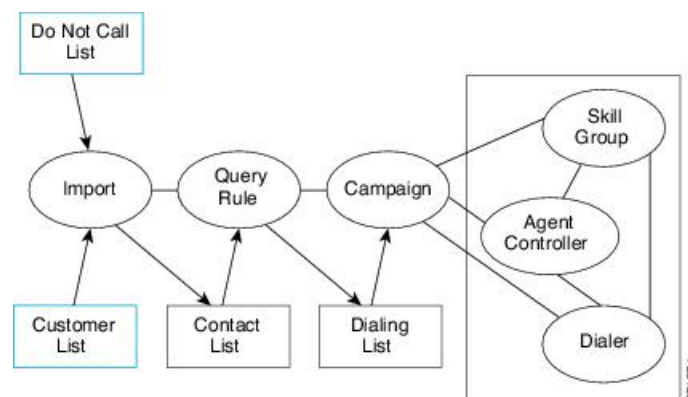 Do Not Call
List
Import
Query
Rule
Campaign
Skill
Group
Agent
Controller
Dialer
Customer
List
Contact
List
Dialing
List